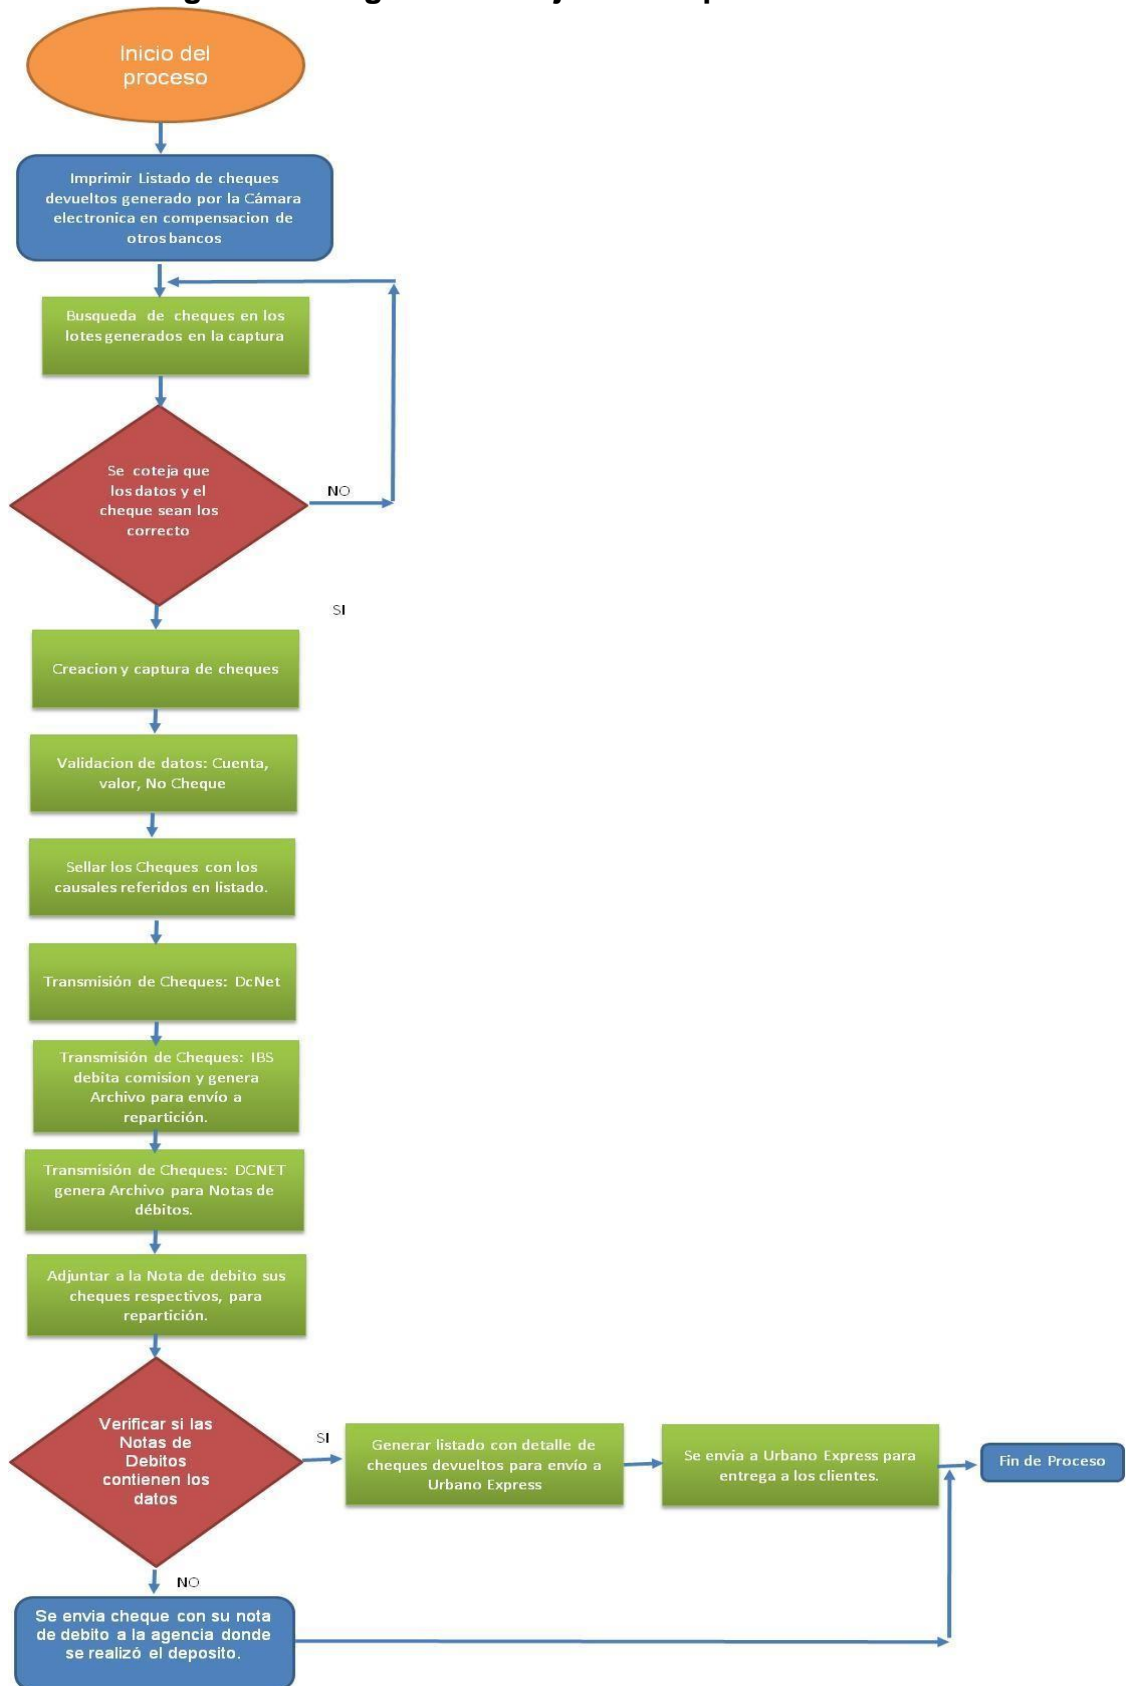 Inicio del
proceso
Imprimir Listado de cheques
devueltos generado por la Cámara
electronica en compensacion de
otros bancos
Busqueda de cheques en los
lotes generados en la captura
Se coteja que
los datos y el
cheque sean los
correcto
NO
SI
Creacion y captura de cheques
Validacion de datos: Cuenta,
valor, No Cheque
Sellar los Cheques con los
causales referidos en listado.
Transmisión de Cheques: DcNet
Transmisión de Cheques: IBS
debita comision y genera
Archivo para envío a
repartición.
Transmisión de Cheques: DCNET
genera Archivo para Notas de
débitos.
Adjuntar a la Nota de debito sus
cheques respectivos, para
repartición.
Verificar si las
Notas de
Debitos
contienen los
datos
SI
Generar listado con detalle de
cheques devueltos para envío a
Urbano Express
Se envía a Urbano Express para
entrega a los clientes.
Fin de Proceso
NO
Se envia cheque con su nota
de debito a la agencia donde
se realizó el deposito.